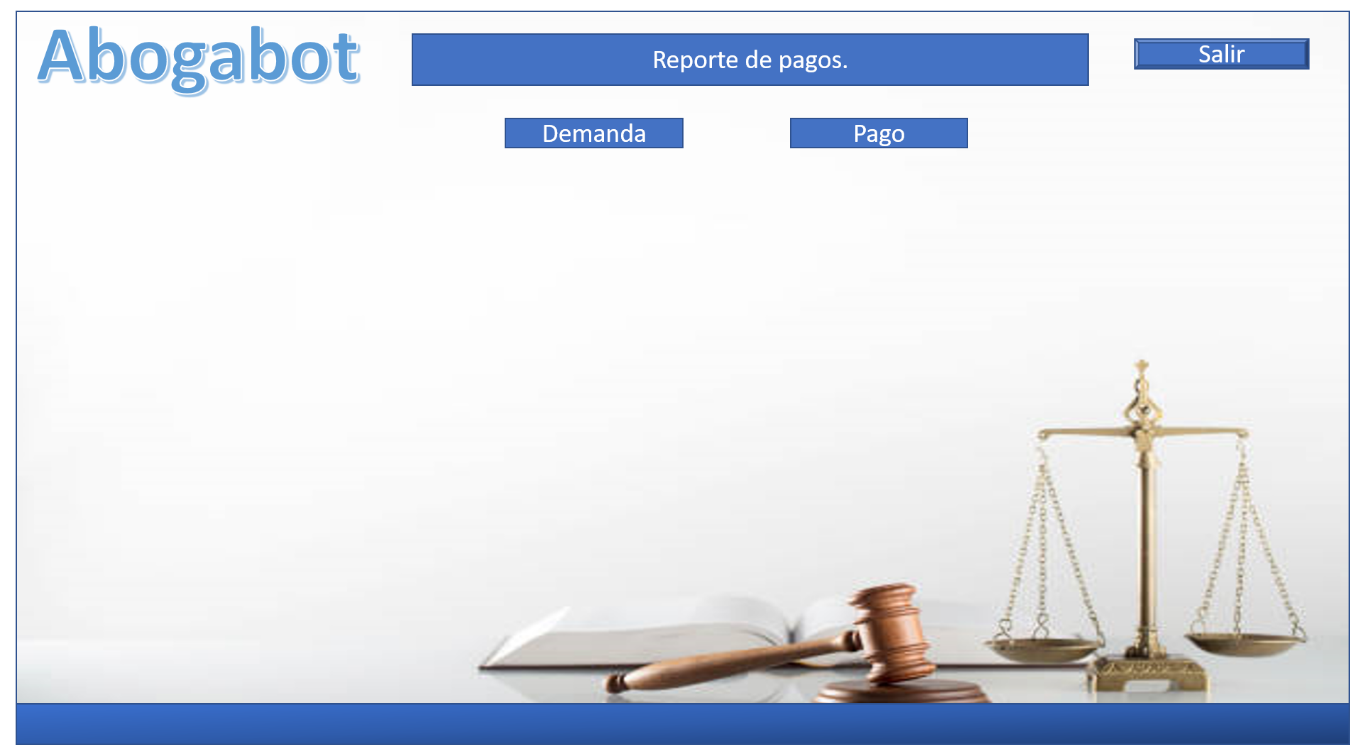 Abogabot
Reporte de pagos.
Salir
Demanda
Pago